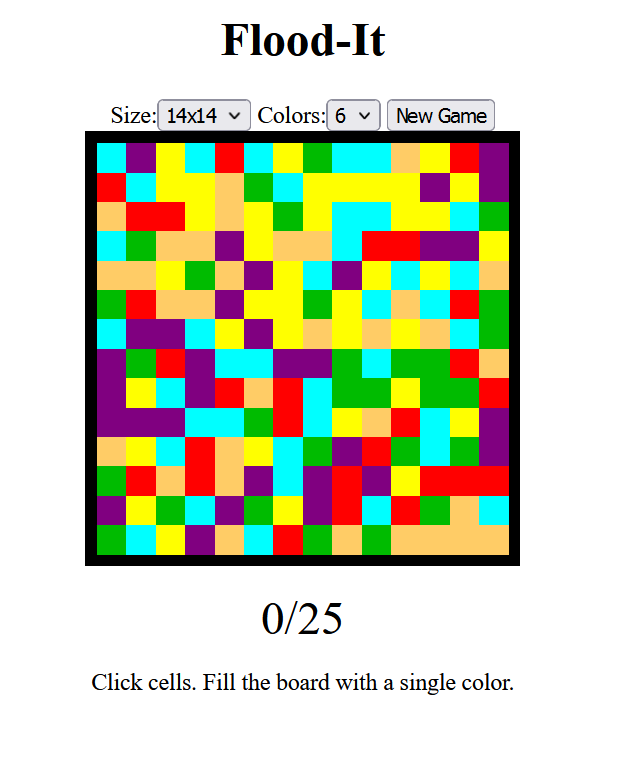 Flood-It
Size: 14x14 Colors: 6 New Game
0/25
Click cells. Fill the board with a single color.